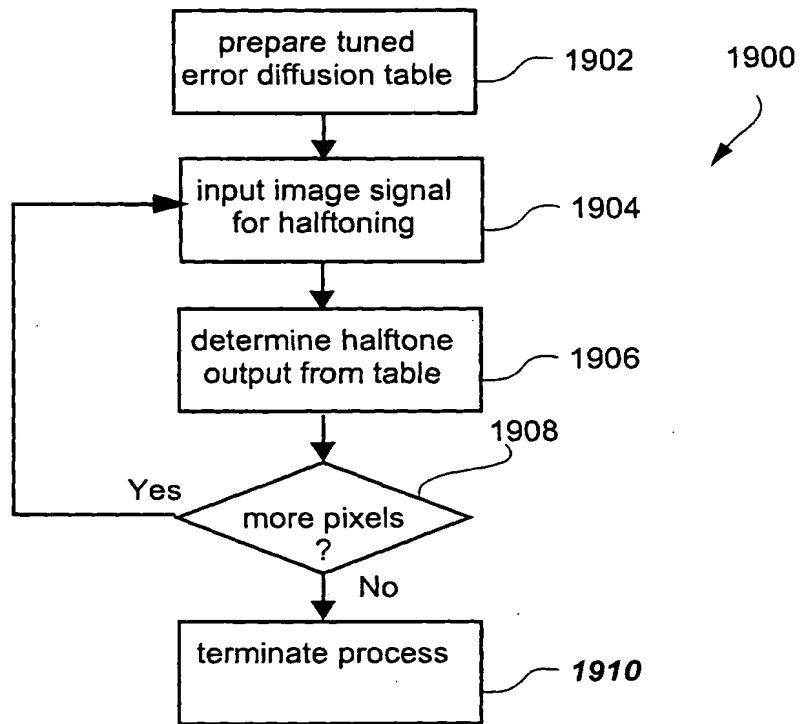 prepare tuned
error diffusion table
1902
1900
input image signal
for halftoning
1904
determine halftone
output from table
1906
1908
Yes
more pixels
?
No
terminate process
1910